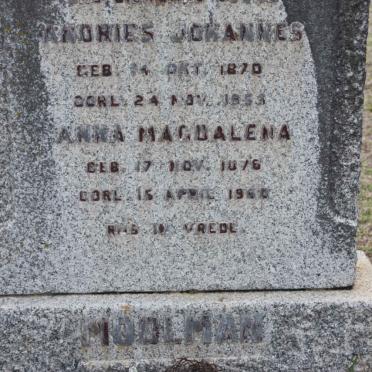 ANDRIES JOHANNES
GEB. 14 OKT. 1870
OORL. 24 NOV. 1953
ANNA MAGDALENA
GEB. 17 NOV. 1876
OORL. 15 APRIL 1960
RUS IN VREDE.
MOOLMAN